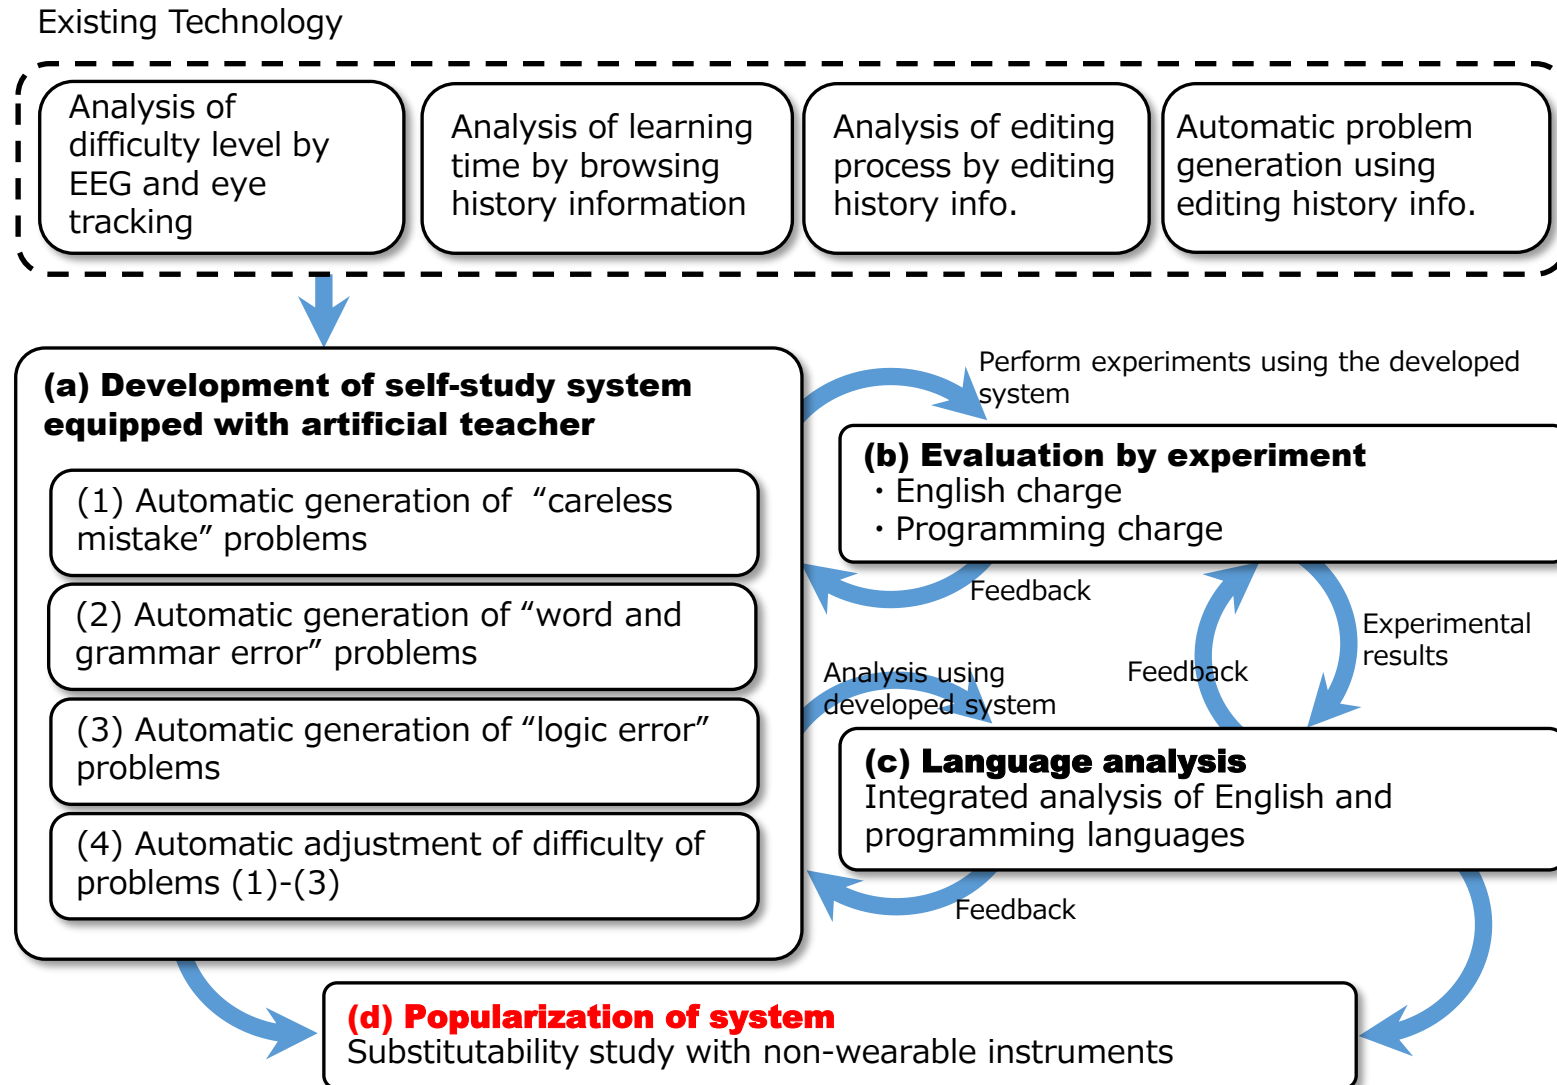 Existing Technology
Analysis of
difficulty level by
EEG and eye
tracking
Analysis of learning
time by browsing
history information
Analysis of editing
process by editing
history info.
Automatic problem
generation using
editing history info.
(a) Development of self-study system
equipped with artificial teacher
(1) Automatic generation of “careless
mistake” problems
(2) Automatic generation of “word and
grammar error” problems
(3) Automatic generation of “logic error”
problems
(4) Automatic adjustment of difficulty of
problems (1)-(3)
Perform experiments using the developed
system
(b) Evaluation by experiment
・English charge
・Programming charge
Feedback
Experimental
results
Feedback
Analysis using
developed system
(c) Language analysis
Integrated analysis of English and
programming languages
Feedback
(d) Popularization of system
Substitutability study with non-wearable instruments